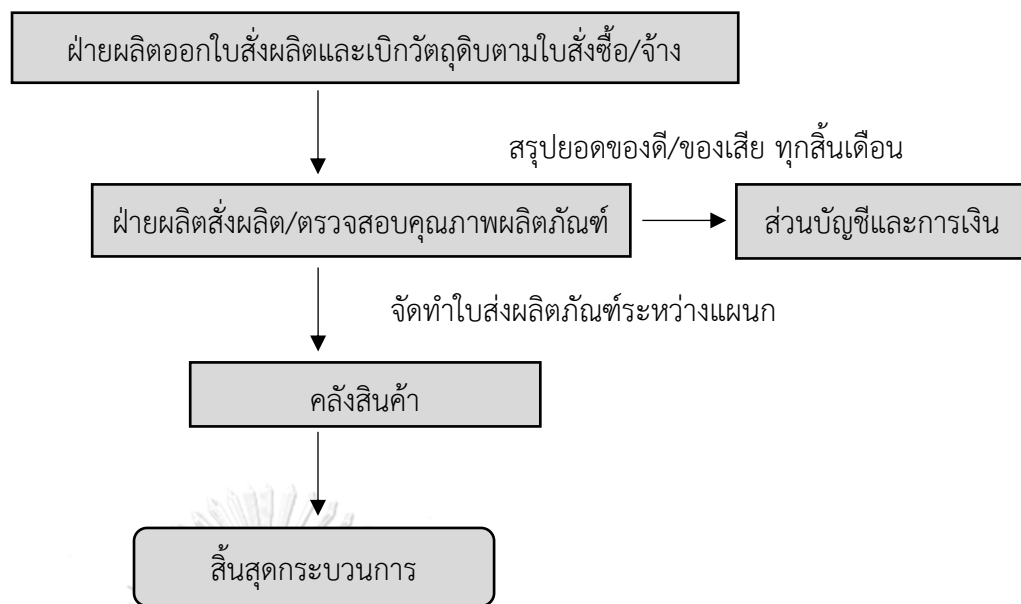 ฝ่ายผลิตออกใบสั่งผลิตและเบิกวัตถุดิบตามใบสั่งซื้อ/จ้าง
สรุปยอดของดี/ของเสีย ทุกสิ้นเดือน
ฝ่ายผลิตสั่งผลิต/ตรวจสอบคุณภาพผลิตภัณฑ์
ส่วนบัญชีและการเงิน
จัดทำใบส่งผลิตภัณฑ์ระหว่างแผนก
คลังสินค้า
สิ้นสุดกระบวนการ